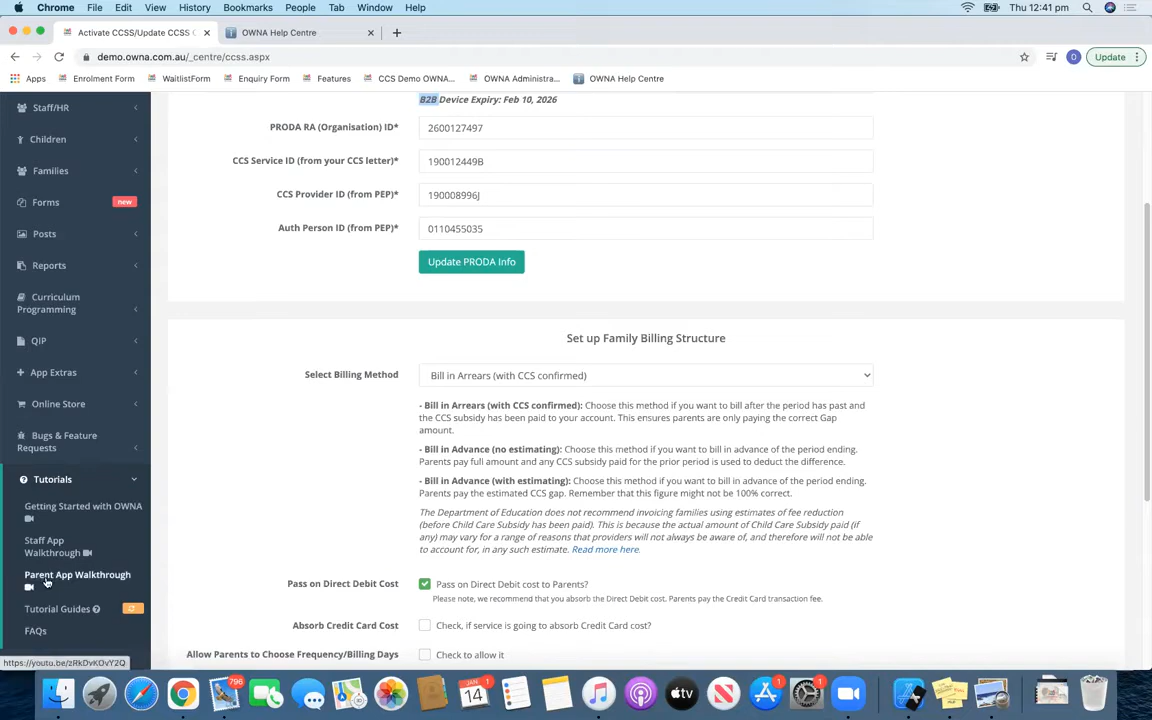 Chrome File Edit View History Bookmarks People Tab Window Help Thu 12:41 pm
Activate CCSS/Update CCSS OWNA Help Centre
demo.owna.com.au/_centre/ccss.aspx Update
Apps Enrolment Form WaitlistForm Enquiry Form Features CCS Demo OWNA... OWNA Administra... OWNA Help Centre
Staff/HR
Children
Families
Forms new
Posts
Reports
Curriculum
Programming
QIP
App Extras
Online Store
Bugs & Feature
Requests
Tutorials
Getting Started with OWNA
Staff App
Walkthrough
Parent App Walkthrough
Tutorial Guides
FAQs
https://youtu.be/zRkDvKOvY2Q
B2B Device Expiry: Feb 10, 2026
PRODA RA (Organisation) ID* 2600127497
CCS Service ID (from your CCS letter)* 190012449B
CCS Provider ID (from PEP)* 190008996J
Auth Person ID (from PEP)* 0110455035
Update PRODA Info
Set up Family Billing Structure
Select Billing Method Bill in Arrears (with CCS confirmed)
- Bill in Arrears (with CCS confirmed): Choose this method if you want to bill after the period has past and
the CCS subsidy has been paid to your account. This ensures parents are only paying the correct Gap
amount.
- Bill in Advance (no estimating): Choose this method if you want to bill in advance of the period ending.
Parents pay full amount and any CCS subsidy paid for the prior period is used to deduct the difference.
- Bill in Advance (with estimating): Choose this method if you want to bill in advance of the period ending.
Parents pay the estimated CCS gap. Remember that this figure might not be 100% correct.
The Department of Education does not recommend invoicing families using estimates of fee reduction
(before Child Care Subsidy has been paid). This is because the actual amount of Child Care Subsidy paid (if
any) may vary for a range of reasons that providers will not always be aware of, and therefore will not be able
to account for, in any such estimate. Read more here.
Pass on Direct Debit Cost Pass on Direct Debit cost to Parents?
Please note, we recommend that you absorb the Direct Debit cost. Parents pay the Credit Card transaction fee.
Absorb Credit Card Cost Check, if service is going to absorb Credit Card cost?
Allow Parents to Choose Frequency/Billing Days Check to allow it
796
JAN
14
1
tv
1
1